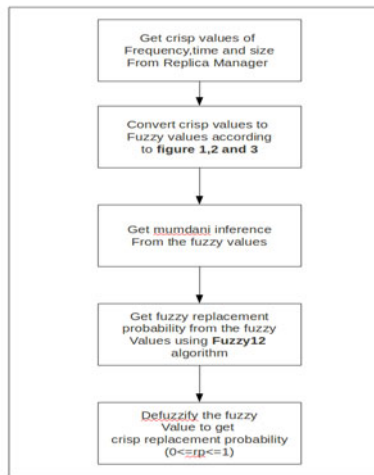 Get crisp values of
Frequency,time and size
From Replica Manager
Convert crisp values to
Fuzzy values according
to figure 1,2 and 3
Get mumdani inference
From the fuzzy values
Get fuzzy replacement
probability from the fuzzy
Values using Fuzzy12
algorithm
Defuzzify the fuzzy
Value to get
crisp replacement probability
(0<=rp<=1)